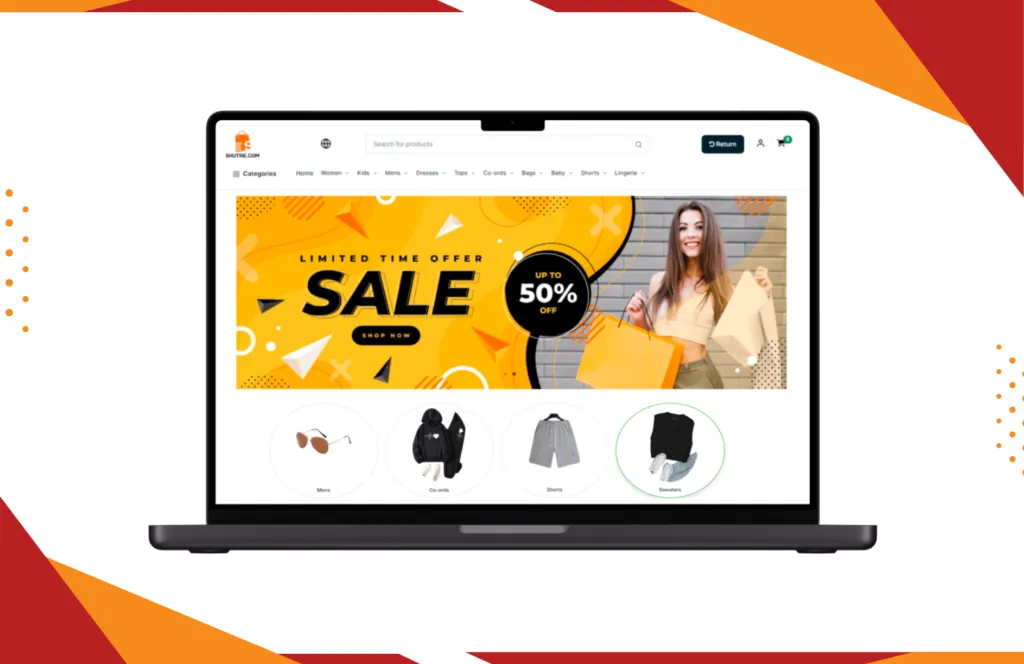 SHUTRE.COM
Search for products
Return
0
Categories
Home Women Kids Mens Dresses Tops Co-ords Bags Baby Shorts Lingerie
LIMITED TIME OFFER
SALE
SHOP NOW
UP TO
50%
OFF
Mens
Co-ords
Shorts
Sweaters